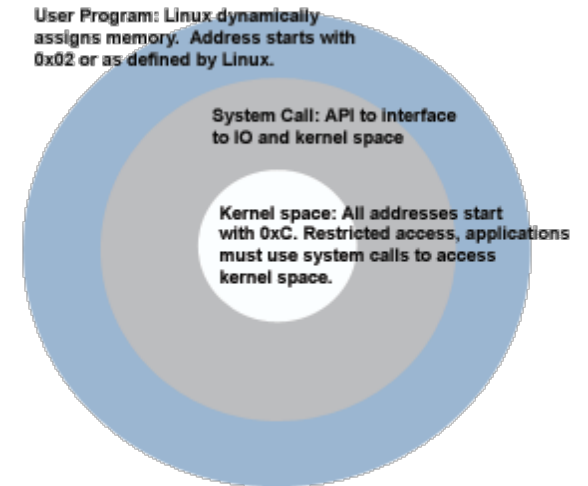 User Program: Linux dynamically
assigns memory. Address starts with
0x02 or as defined by Linux.
System Call: API to interface
to IO and kernel space
Kernel space: All addresses start
with 0xC. Restricted access, applications
must use system calls to access
kernel space.